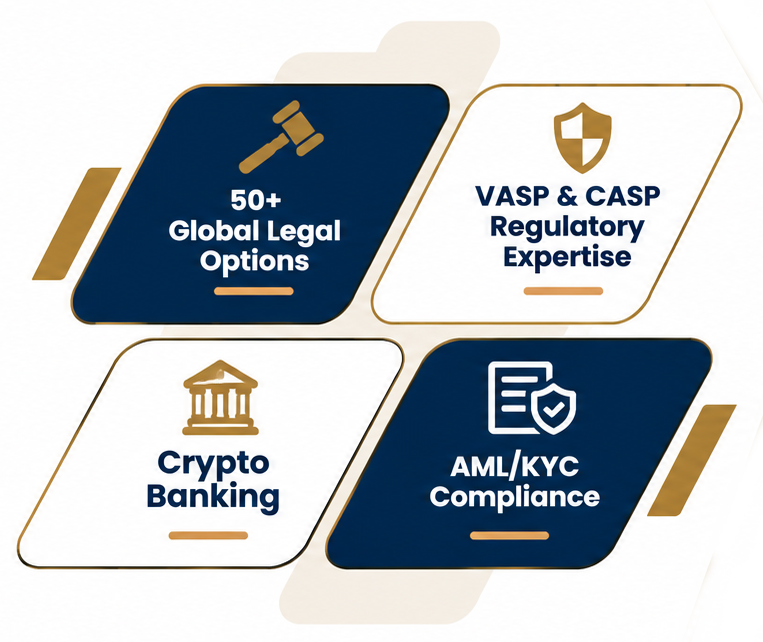 50+
Global Legal
Options
VASP & CASP
Regulatory
Expertise
Crypto
Banking
AML/KYC
Compliance